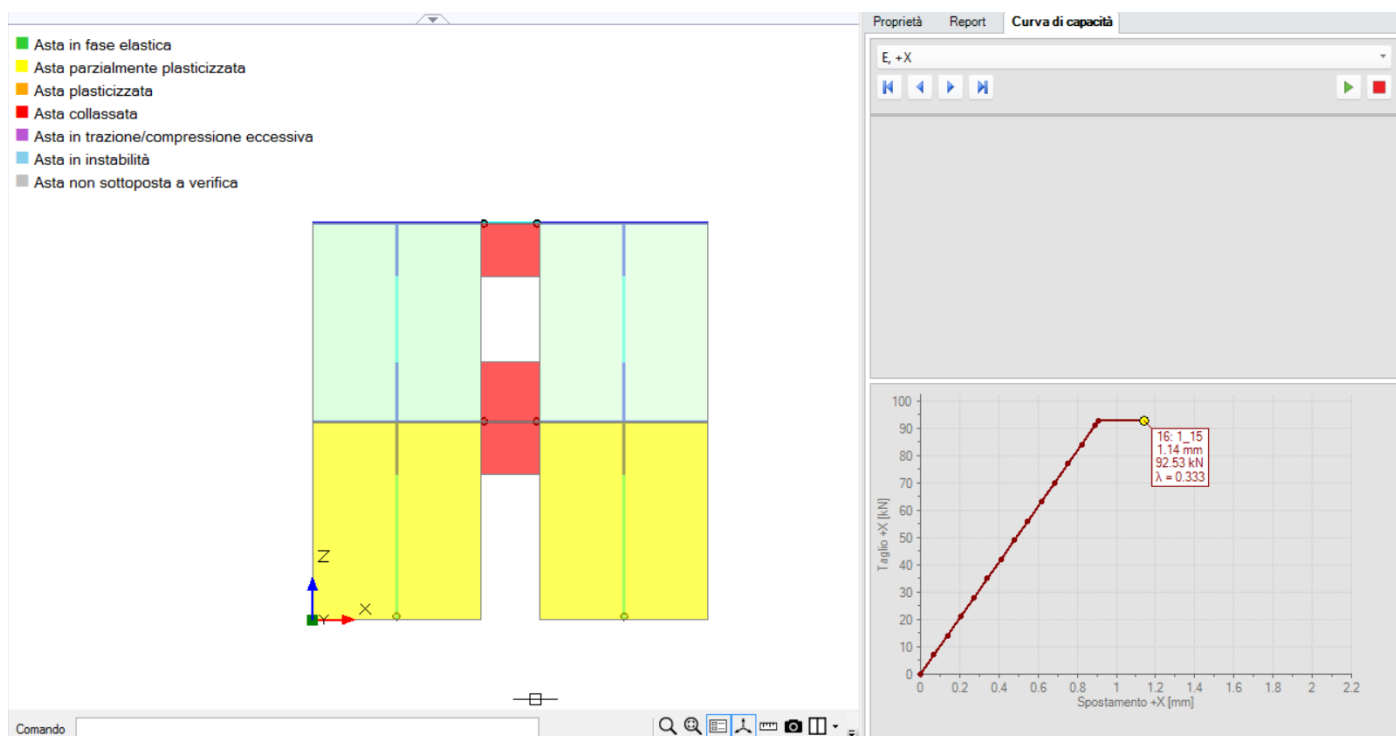 Proprietà Report Curva di capacità
Asta in fase elastica
Asta parzialmente plasticizzata
Asta plasticizzata
Asta collassata
Asta in trazione/compressione eccessiva
Asta in instabilità
Asta non sottoposta a verifica
E, +X
Z
Y X
Comando
100
90
80
70
60
50
40
30
20
10
0
Taglio +X [kN]
16: 1_15
1.14 mm
92.53 kN
λ = 0.333
0 0.2 0.4 0.6 0.8 1 1.2 1.4 1.6 1.8 2 2.2
Spostamento +X [mm]